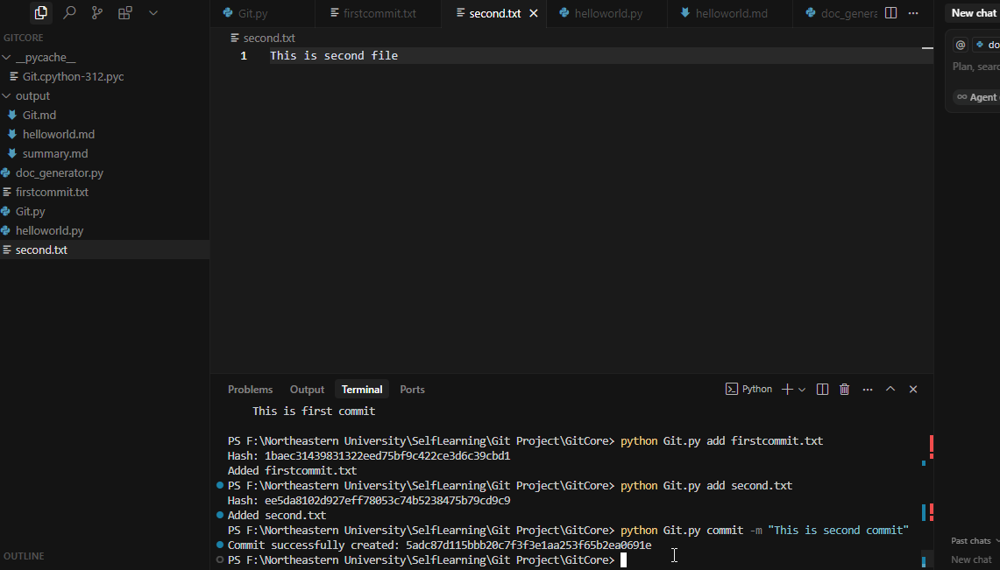 Git.py
firstcommit.txt
second.txt
helloworld.py
helloworld.md
doc_genera
New chat
GITCORE
__pycache__
Git.cpython-312.pyc
output
Git.md
helloworld.md
summary.md
doc_generator.py
firstcommit.txt
Git.py
helloworld.py
second.txt
OUTLINE
second.txt
1 This is second file
@ do
Plan, searc
Agent
Problems Output Terminal Ports
Python
This is first commit
PS F:\Northeastern University\SelfLearning\Git Project\GitCore> python Git.py add firstcommit.txt
Hash: 1baec31439831322eed75bf9c422ce3d6c39cbd1
Added firstcommit.txt
PS F:\Northeastern University\SelfLearning\Git Project\GitCore> python Git.py add second.txt
Hash: ee5da8102d927eff78053c74b5238475b79cd9c9
Added second.txt
PS F:\Northeastern University\SelfLearning\Git Project\GitCore> python Git.py commit -m "This is second commit"
Commit successfully created: 5adc87d115bbb20c7f3f3e1aa253f65b2ea0691e
PS F:\Northeastern University\SelfLearning\Git Project\GitCore>
Past chats
New chat